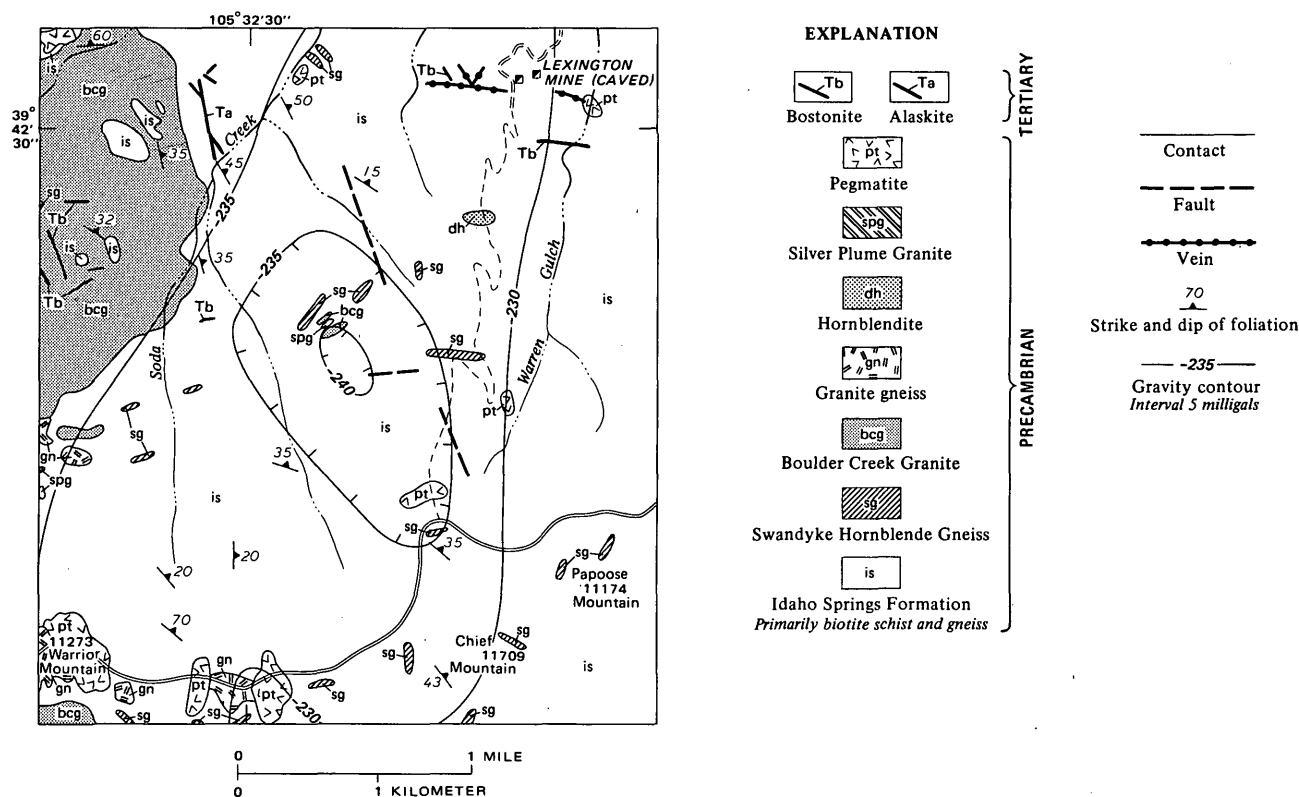 105°32'30"
60
is
bcg
Ta
sg
pt
50
is
Tb
LEXINGTON
MINE (CAVED)
pt
39°
42'
30"
is
is
35
Creek
45
Tb
15
-235
sg
Tb
32
is
is
dh
35
-235
sg
Gulch
is
Tb
bcg
Tb
sg
bcg
spg
-230
sg
Soda
-240
Warren
pt
sg
is
gn
35
spg
pt
is
sg
35
20
20
sg
Papoose
11174
Mountain
70
pt
11273
Warrior
Mountain
sg
Chief
11709
Mountain
sg
is
gn
gn
gn
pt
pt
sg
43
bcg
sg
sg
-230
sg
0 1 MILE
0 1 KILOMETER
EXPLANATION
Tb
Ta
Bostonite
Alaskite
TERTIARY
pt
Pegmatite
spg
Silver Plume Granite
dh
Hornblendite
gn
Granite gneiss
bcg
Boulder Creek Granite
sg
Swandyke Hornblende Gneiss
is
Idaho Springs Formation
Primarily biotite schist and gneiss
PRECAMBRIAN
Contact
Fault
Vein
70
Strike and dip of foliation
-235
Gravity contour
Interval 5 milligals